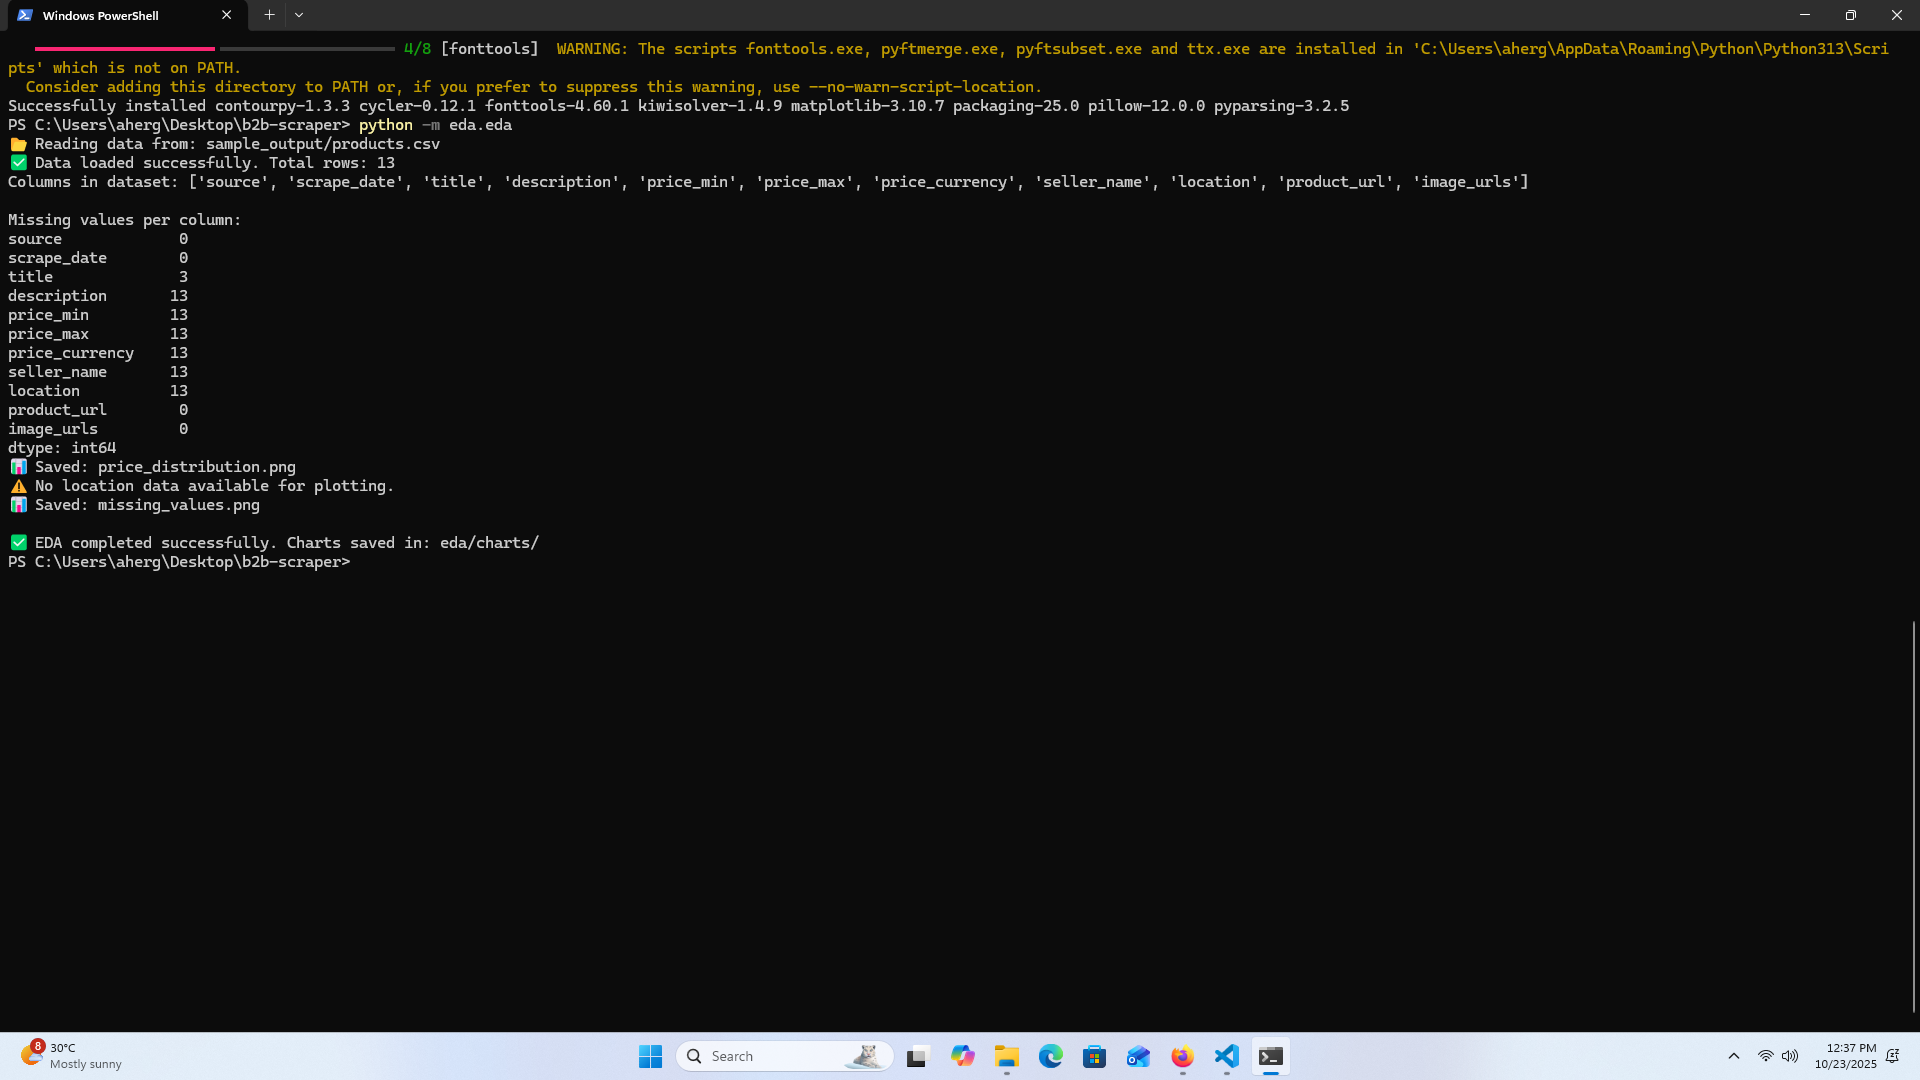 Windows PowerShell
4/8 [fonttools]  WARNING: The scripts fonttools.exe, pyftmerge.exe, pyftsubset.exe and ttx.exe are installed in 'C:\Users\aherg\AppData\Roaming\Python\Python313\Scri
pts' which is not on PATH.
  Consider adding this directory to PATH or, if you prefer to suppress this warning, use --no-warn-script-location.
Successfully installed contourpy-1.3.3 cycler-0.12.1 fonttools-4.60.1 kiwisolver-1.4.9 matplotlib-3.10.7 packaging-25.0 pillow-12.0.0 pyparsing-3.2.5
PS C:\Users\aherg\Desktop\b2b-scraper> python -m eda.eda
📂 Reading data from: sample_output/products.csv
✅ Data loaded successfully. Total rows: 13
Columns in dataset: ['source', 'scrape_date', 'title', 'description', 'price_min', 'price_max', 'price_currency', 'seller_name', 'location', 'product_url', 'image_urls']
Missing values per column:
source             0
scrape_date        0
title              3
description       13
price_min         13
price_max         13
price_currency    13
seller_name       13
location          13
product_url        0
image_urls         0
dtype: int64
📊 Saved: price_distribution.png
⚠️ No location data available for plotting.
📊 Saved: missing_values.png
✅ EDA completed successfully. Charts saved in: eda/charts/
PS C:\Users\aherg\Desktop\b2b-scraper>
8
30°C
Mostly sunny
Search
12:37 PM
10/23/2025